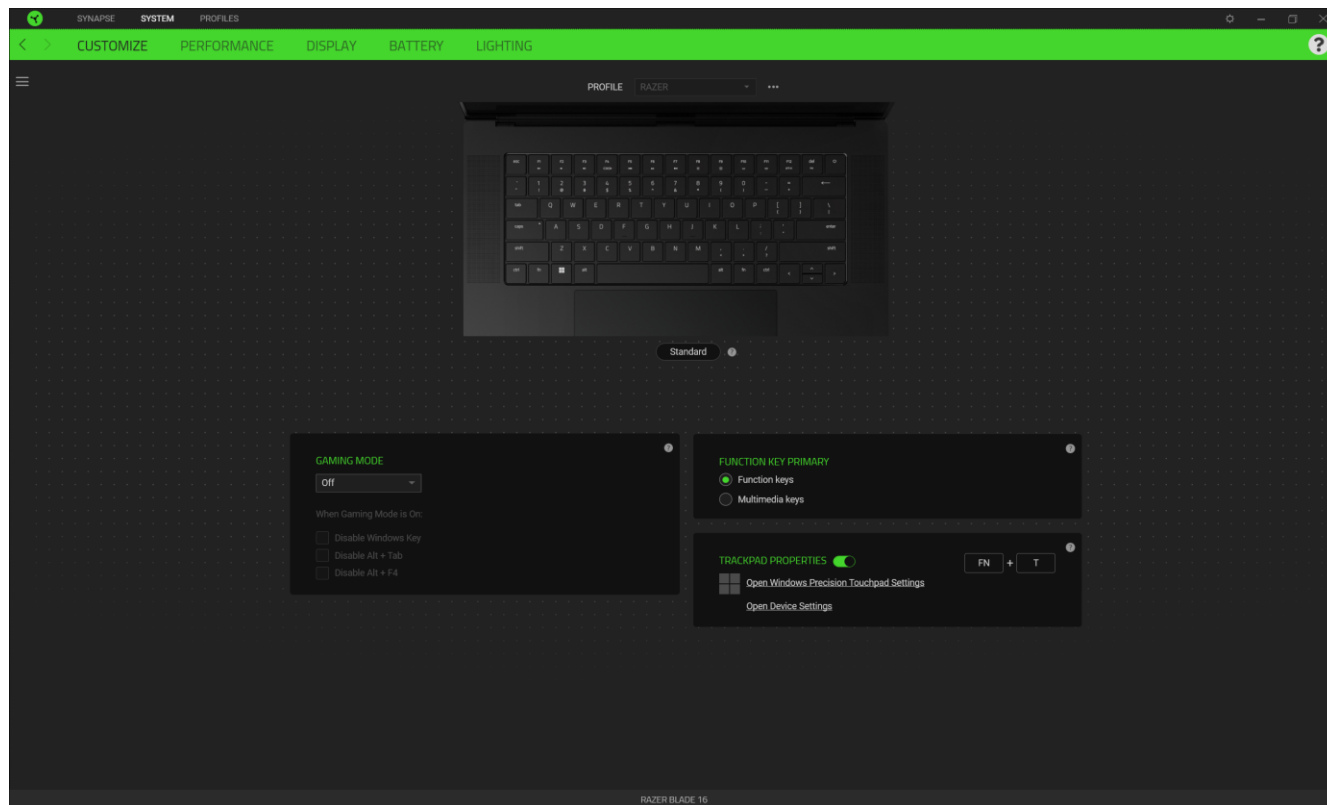 SYNAPSE SYSTEM PROFILES
CUSTOMIZE PERFORMANCE DISPLAY BATTERY LIGHTING
?
PROFILE RAZER
Q W E R T Y U I O P
A S D F G H J K L
Z X C V B N M
Standard ?
GAMING MODE
Off
When Gaming Mode is On:
Disable Windows Key
Disable Alt + Tab
Disable Alt + F4
FUNCTION KEY PRIMARY
Function keys
Multimedia keys
TRACKPAD PROPERTIES
FN + T
Open Windows Precision Touchpad Settings
Open Device Settings
RAZER BLADE 16